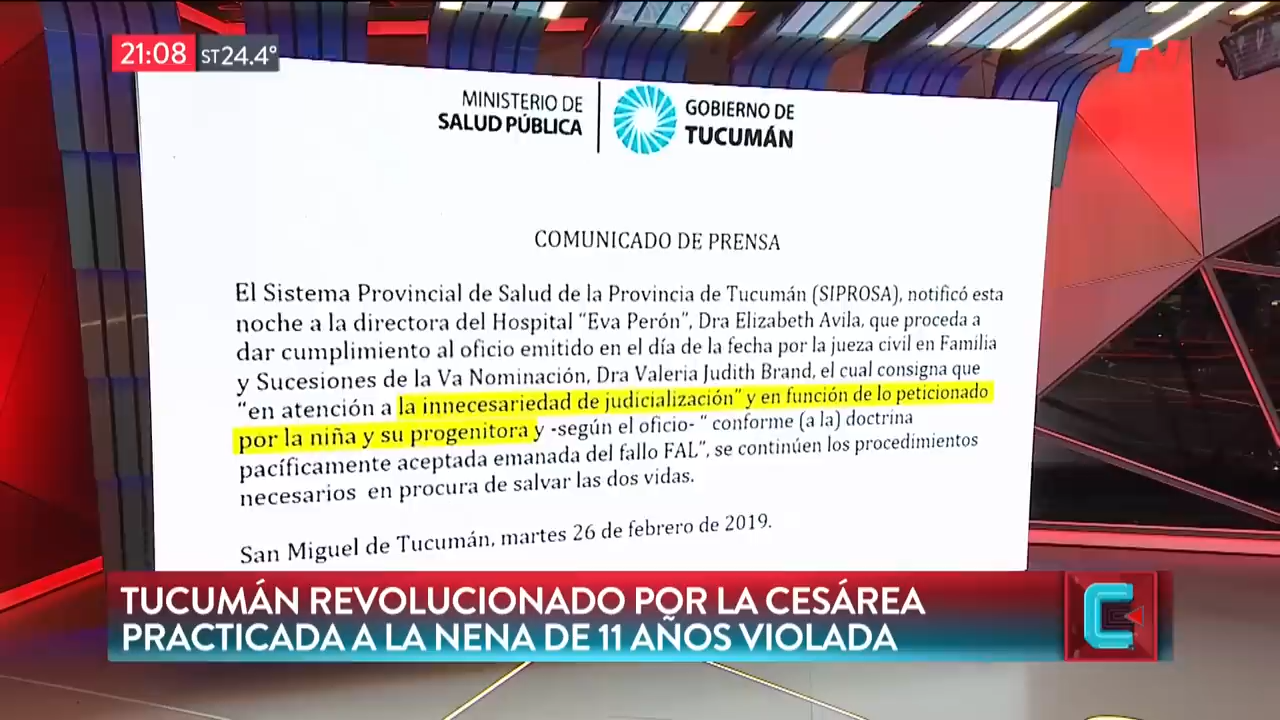 21:08 ST24.4°
TN
MINISTERIO DE
SALUD PÚBLICA
GOBIERNO DE
TUCUMÁN
COMUNICADO DE PRENSA
El Sistema Provincial de Salud de la Provincia de Tucumán (SIPROSA), notificó esta
noche a la directora del Hospital “Eva Perón”, Dra Elizabeth Avila, que proceda a
dar cumplimiento al oficio emitido en el día de la fecha por la jueza civil en Familia
y Sucesiones de la Va Nominación, Dra Valeria Judith Brand, el cual consigna que
“en atención a la innecesariedad de judicialización” y en función de lo peticionado
por la niña y su progenitora y -según el oficio- “ conforme (a la) doctrina
pacíficamente aceptada emanada del fallo FAL”, se continúen los procedimientos
necesarios en procura de salvar las dos vidas.
San Miguel de Tucumán, martes 26 de febrero de 2019.
TUCUMÁN REVOLUCIONADO POR LA CESÁREA
PRACTICADA A LA NENA DE 11 AÑOS VIOLADA
C